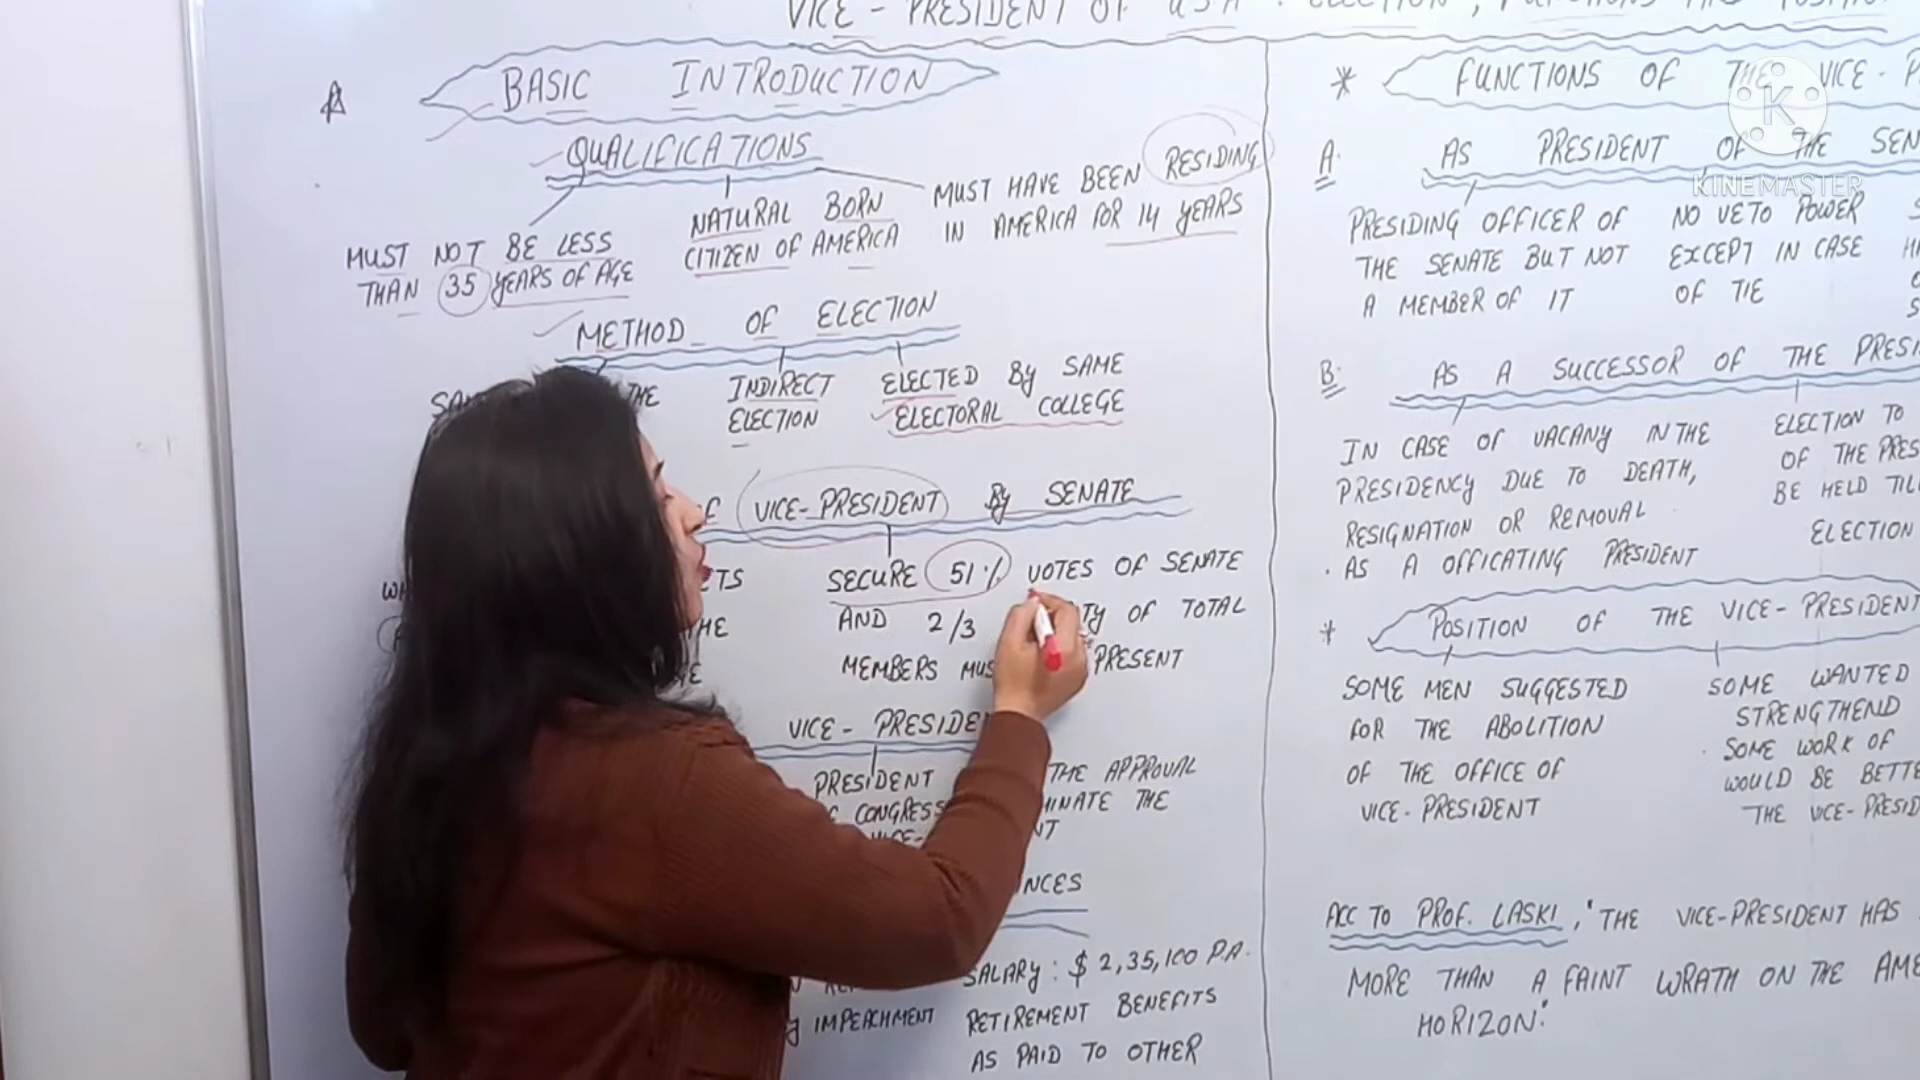 VICE - PRESIDENT OF USA : ELECTION, FUNCTIONS AND POSITION
BASIC INTRODUCTION
QUALIFICATIONS
MUST NOT BE LESS
THAN 35 YEARS OF AGE
NATURAL BORN
CITIZEN OF AMERICA
MUST HAVE BEEN RESIDING
IN AMERICA FOR 14 YEARS
METHOD OF ELECTION
INDIRECT
ELECTION
ELECTED By SAME
ELECTORAL COLLEGE
VICE- PRESIDENT By SENATE
SECURE 51% VOTES OF SENATE
AND 2/3 OF TOTAL
MEMBERS PRESENT
VICE - PRESIDE
PRESIDENT THE APPROVAL
CONGRESS THE
SALARY: $ 2,35,100 P.A.
IMPEACHMENT
RETIREMENT BENEFITS
AS PAID TO OTHER
* FUNCTIONS OF THE VICE - P
A. AS PRESIDENT OF THE SEN
PRESIDING OFFICER OF
THE SENATE BUT NOT
A MEMBER OF IT
NO VETO POWER
EXCEPT IN CASE
OF TIE
B. AS A SUCCESSOR OF THE PRESI
IN CASE OF VACANY IN THE
PRESIDENCY DUE TO DEATH,
RESIGNATION OR REMOVAL
. AS A OFFICATING PRESIDENT
ELECTION TO
OF THE PRES
BE HELD TIL
ELECTION
* POSITION OF THE VICE- PRESIDENT
SOME MEN SUGGESTED
FOR THE ABOLITION
OF THE OFFICE OF
VICE- PRESIDENT
SOME WANTED
STRENGTHEND
. SOME WORK OF
WOULD BE BETTE
THE VICE-PRESID
ACC TO PROF. LASKI, "THE VICE-PRESIDENT HAS
MORE THAN A FAINT WRATH ON THE AME
HORIZON."
K
KINEMASTER